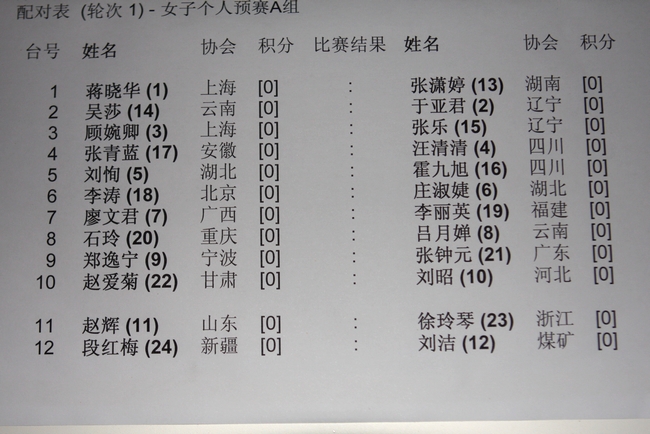 配对表 (轮次 1) - 女子个人预赛A组
台号 姓名 协会 积分 比赛结果 姓名 协会 积分
1 蒋晓华 (1) 上海 [0] : 张潇婷 (13) 湖南 [0]
2 吴莎 (14) 云南 [0] : 于亚君 (2) 辽宁 [0]
3 顾婉卿 (3) 上海 [0] : 张乐 (15) 辽宁 [0]
4 张青蓝 (17) 安徽 [0] : 汪清清 (4) 四川 [0]
5 刘恂 (5) 湖北 [0] : 霍九旭 (16) 四川 [0]
6 李涛 (18) 北京 [0] : 庄淑婕 (6) 湖北 [0]
7 廖文君 (7) 广西 [0] : 李丽英 (19) 福建 [0]
8 石玲 (20) 重庆 [0] : 吕月婵 (8) 云南 [0]
9 郑逸宁 (9) 宁波 [0] : 张钟元 (21) 广东 [0]
10 赵爱菊 (22) 甘肃 [0] : 刘昭 (10) 河北 [0]
11 赵辉 (11) 山东 [0] : 徐玲琴 (23) 浙江 [0]
12 段红梅 (24) 新疆 [0] : 刘洁 (12) 煤矿 [0]